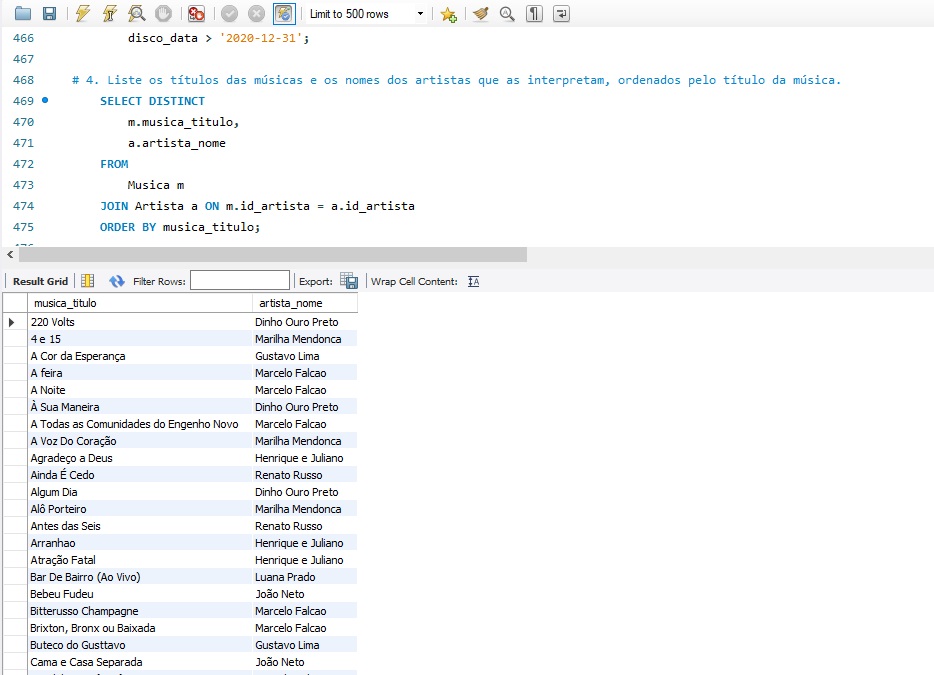 Limit to 500 rows
466 disco_data > '2020-12-31';
467
468 # 4. Liste os títulos das músicas e os nomes dos artistas que as interpretam, ordenados pelo título da música.
469 SELECT DISTINCT
470 m.musica_titulo,
471 a.artista_nome
472 FROM
473 Musica m
474 JOIN Artista a ON m.id_artista = a.id_artista
475 ORDER BY musica_titulo;
Result Grid Filter Rows: Export: Wrap Cell Content:
musica_titulo artista_nome
220 Volts Dinho Ouro Preto
4 e 15 Marilha Mendonca
A Cor da Esperança Gustavo Lima
A feira Marcelo Falcao
A Noite Marcelo Falcao
À Sua Maneira Dinho Ouro Preto
A Todas as Comunidades do Engenho Novo Marcelo Falcao
A Voz Do Coração Marilha Mendonca
Agradeço a Deus Henrique e Juliano
Ainda É Cedo Renato Russo
Algum Dia Dinho Ouro Preto
Alô Porteiro Marilha Mendonca
Antes das Seis Renato Russo
Arranhao Henrique e Juliano
Atração Fatal Henrique e Juliano
Bar De Bairro (Ao Vivo) Luana Prado
Bebeu Fudeu João Neto
Bitterusso Champagne Marcelo Falcao
Brixton, Bronx ou Baixada Marcelo Falcao
Buteco do Gusttavo Gustavo Lima
Cama e Casa Separada João Neto